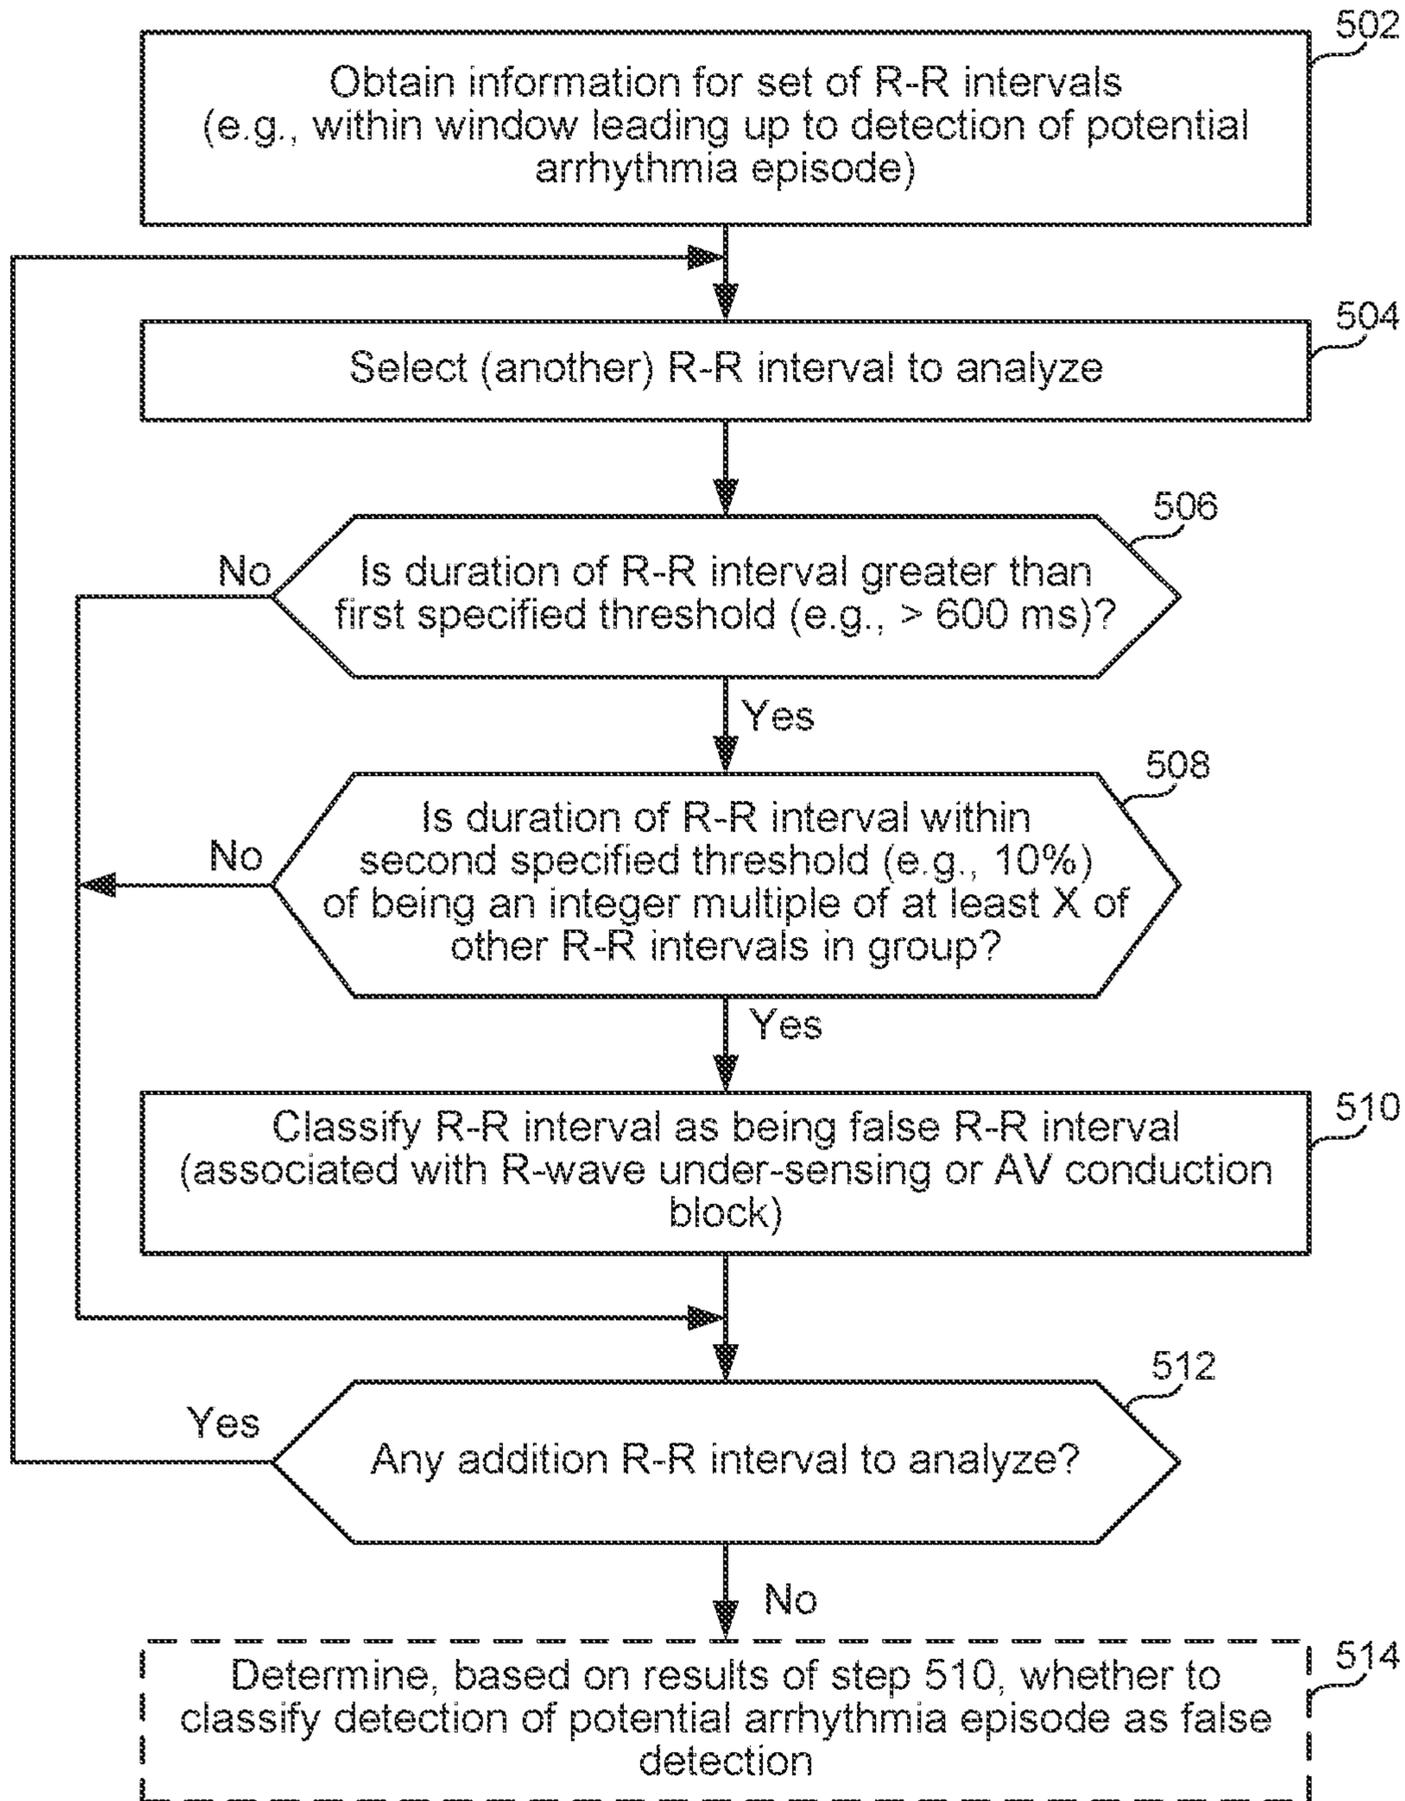 502
Obtain information for set of R-R intervals
(e.g., within window leading up to detection of potential
arrhythmia episode)
504
Select (another) R-R interval to analyze
506
No
Is duration of R-R interval greater than
first specified threshold (e.g., > 600 ms)?
Yes
508
No
Is duration of R-R interval within
second specified threshold (e.g., 10%)
of being an integer multiple of at least X of
other R-R intervals in group?
Yes
510
Classify R-R interval as being false R-R interval
(associated with R-wave under-sensing or AV conduction
block)
512
Yes
Any addition R-R interval to analyze?
No
514
Determine, based on results of step 510, whether to
classify detection of potential arrhythmia episode as false
detection